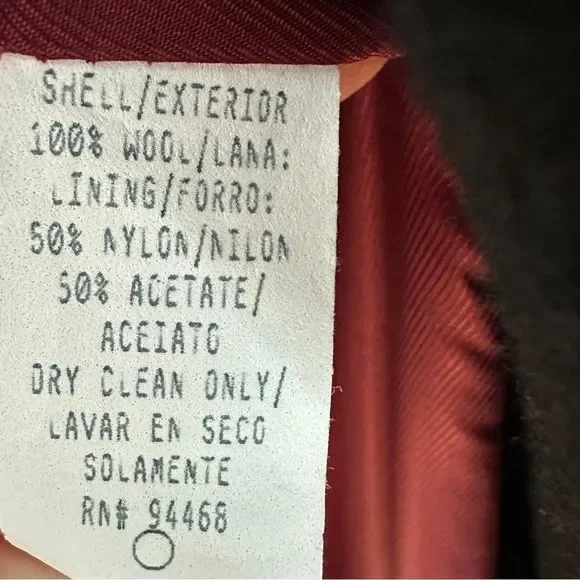 SHELL/EXTERIOR
100% WOOL/LANA:
LINING/FORRO:
50% NYLON/NILON
50% ACETATE/
ACETATO
DRY CLEAN ONLY/
LAVAR EN SECO
SOLAMENTE
RN# 94468